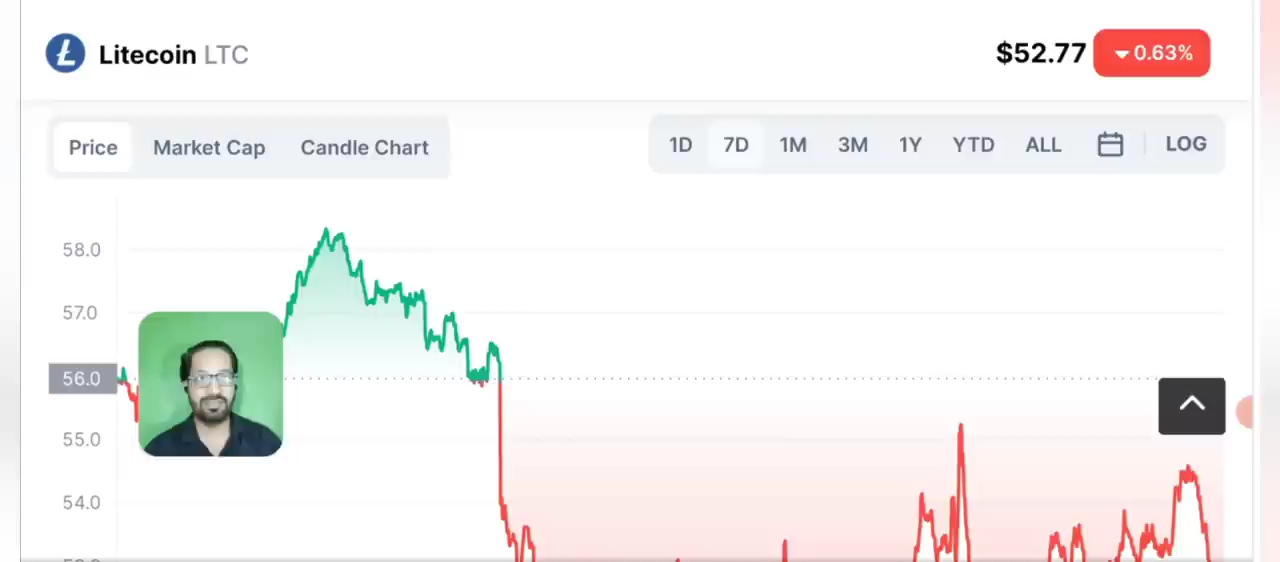 Litecoin LTC
$52.77 0.63%
Price Market Cap Candle Chart
1D 7D 1M 3M 1Y YTD ALL LOG
58.0
57.0
56.0
55.0
54.0